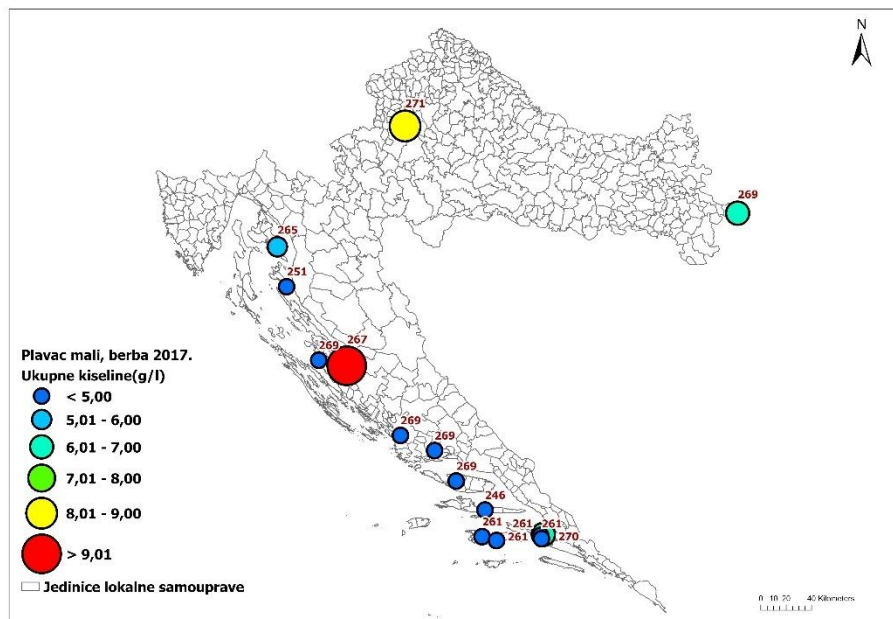 N
271
269
265
251
269 267
269
269
269
246
261 261 261
261 270
Plavac mali, berba 2017.
Ukupne kiseline(g/l)
< 5,00
5,01 - 6,00
6,01 - 7,00
7,01 - 8,00
8,01 - 9,00
> 9,01
Jedinice lokalne samouprave
0 10 20 40 Kilometers